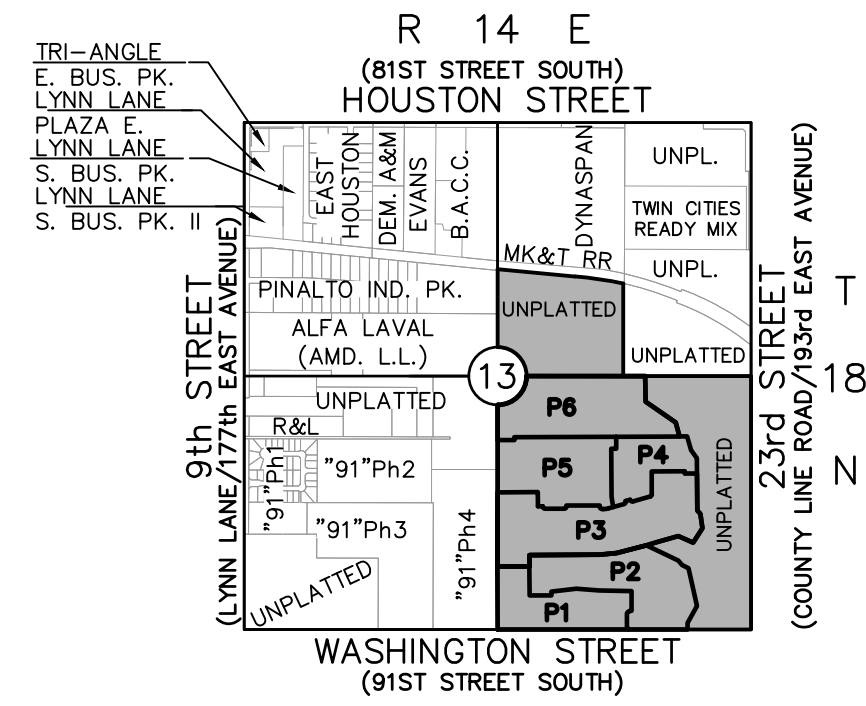 R 14 E
(81ST STREET SOUTH)
HOUSTON STREET
TRI-ANGLE
E. BUS. PK.
LYNN LANE
PLAZA E.
LYNN LANE
S. BUS. PK.
LYNN LANE
S. BUS. PK. II
EAST
HOUSTON
DEM. A&M
EVANS
B.A.C.C.
DYNASPAN
UNPL.
TWIN CITIES
READY MIX
UNPL.
MK&T RR
PINALTO IND. PK.
UNPLATTED
ALFA LAVAL
(AMD. L.L.)
UNPLATTED
9th STREET
(LYNN LANE/177th EAST AVENUE)
23rd STREET
(COUNTY LINE ROAD/193rd EAST AVENUE)
T
18
N
13
UNPLATTED
R&L
"91"Ph1
"91"Ph2
"91"Ph3
"91"Ph4
UNPLATTED
P6
P5
P4
P3
P2
P1
UNPLATTED
WASHINGTON STREET
(91ST STREET SOUTH)